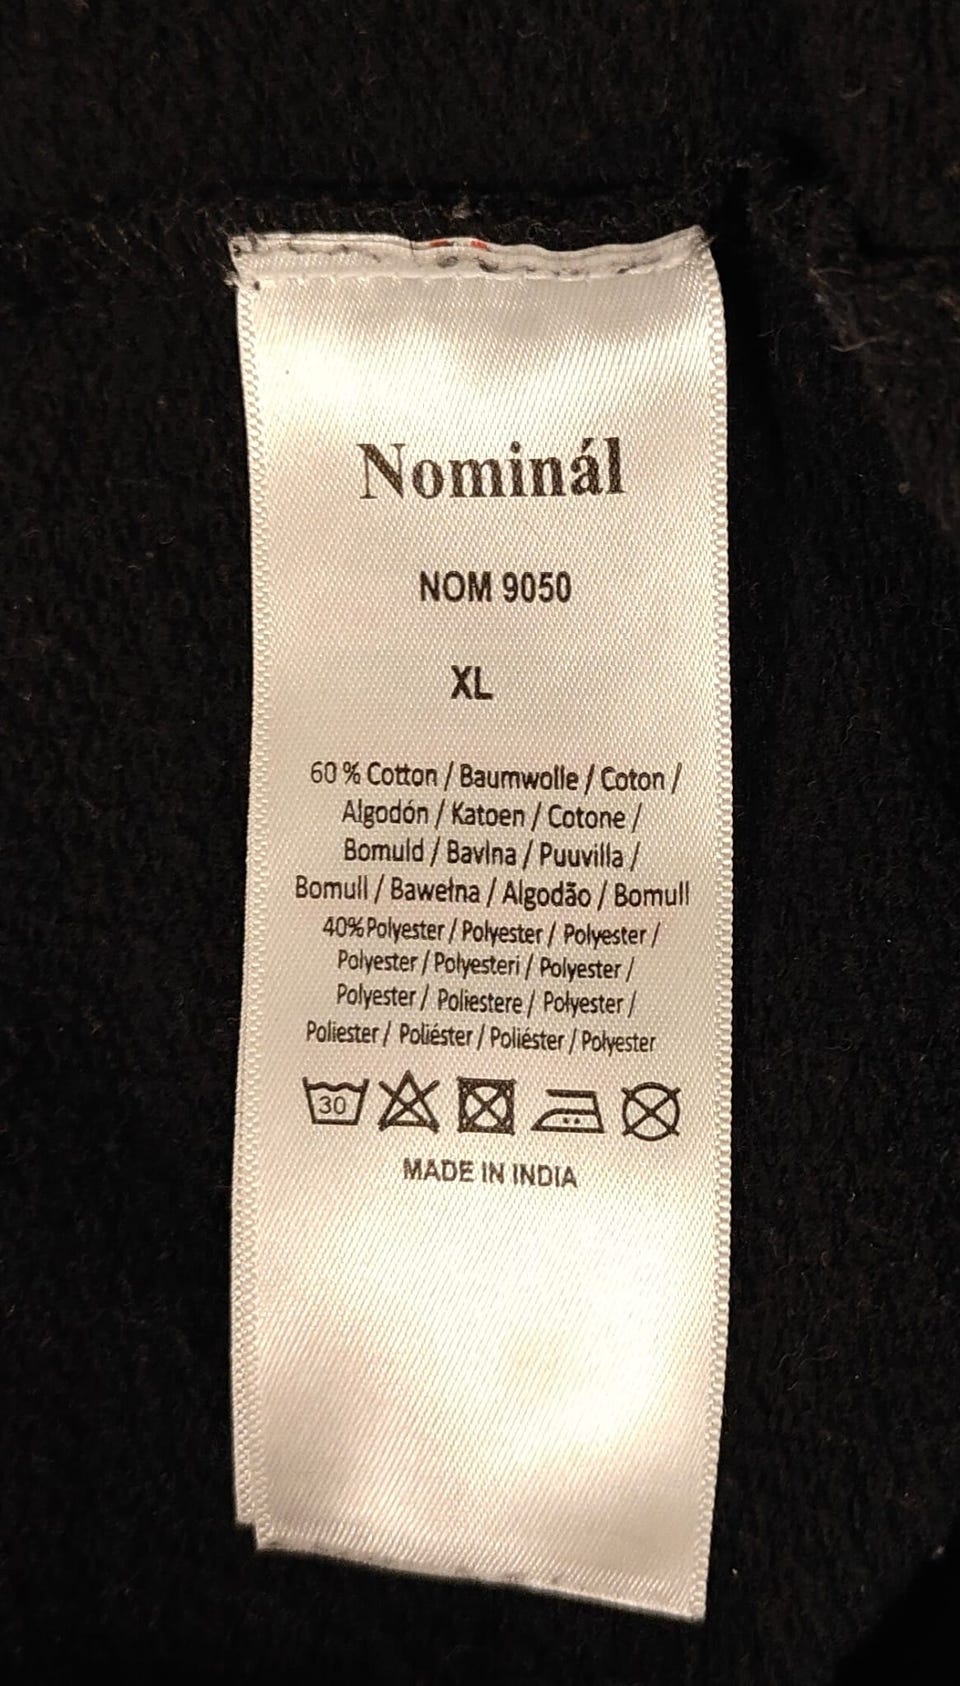 Nominál
NOM 9050
XL
60 % Cotton / Baumwolle / Coton /
Algodón / Katoen / Cotone /
Bomuld / Bavlna / Puuvilla /
Bomull / Bawełna / Algodão / Bomull
40% Polyester / Polyester / Polyester /
Polyester / Polyesteri / Polyester /
Polyester / Poliestere / Polyester /
Poliester / Poliéster / Poliéster / Polyester
30
MADE IN INDIA